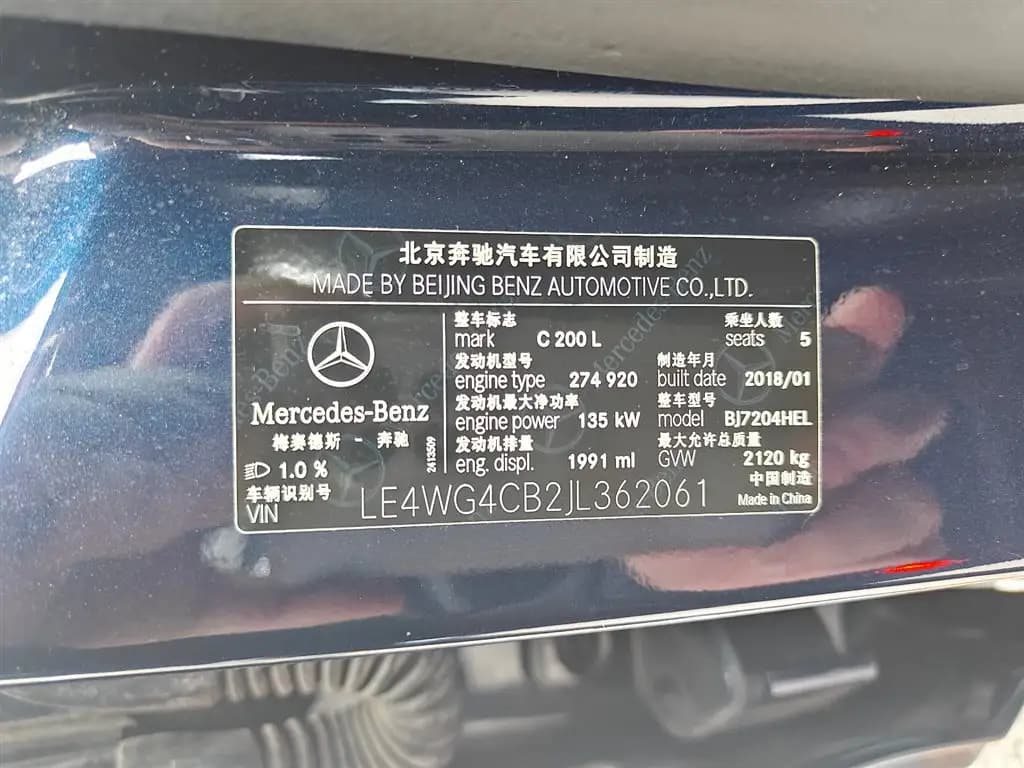 北京奔驰汽车有限公司制造
MADE BY BEIJING BENZ AUTOMOTIVE CO.,LTD.
整车标志 乘坐人数
mark C 200 L seats 5
发动机型号 制造年月
engine type 274 920 built date 2018/01
发动机最大净功率 整车型号
engine power 135 kW model BJ7204HEL
发动机排量 最大允许总质量
eng. displ. 1991 ml GVW 2120 kg
Mercedes-Benz
梅赛德斯 - 奔驰
1.0 %
中国制造
Made in China
车辆识别号
VIN LE4WG4CB2JL362061
Mercedes-Benz
Mercedes-Benz